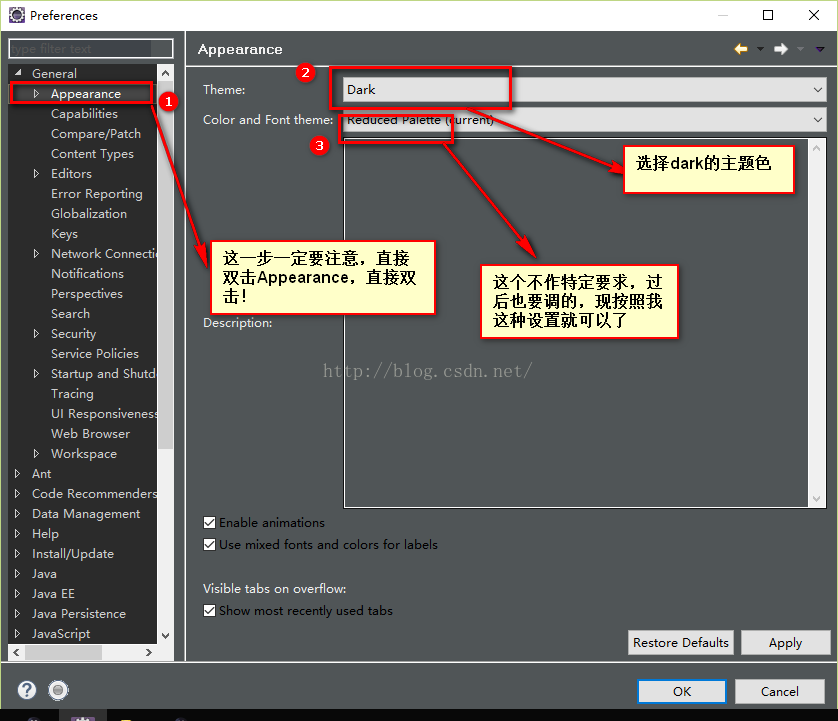 Preferences
type filter text
Appearance
General
Appearance
Capabilities
Compare/Patch
Content Types
Editors
Error Reporting
Globalization
Keys
Network Connectic
Notifications
Perspectives
Search
Security
Service Policies
Startup and Shutd
Tracing
UI Responsiveness
Web Browser
Workspace
Ant
Code Recommenders
Data Management
Help
Install/Update
Java
Java EE
Java Persistence
JavaScript
1
2
Theme:
Dark
Color and Font theme:
Reduced Palette (current)
3
选择dark的主题色
这一步一定要注意，直接
双击Appearance，直接双
击！
这个不作特定要求，过
后也要调的，现按照我
这种设置就可以了
Description:
http://blog.csdn.net/
Enable animations
Use mixed fonts and colors for labels
Visible tabs on overflow:
Show most recently used tabs
Restore Defaults
Apply
?
OK
Cancel